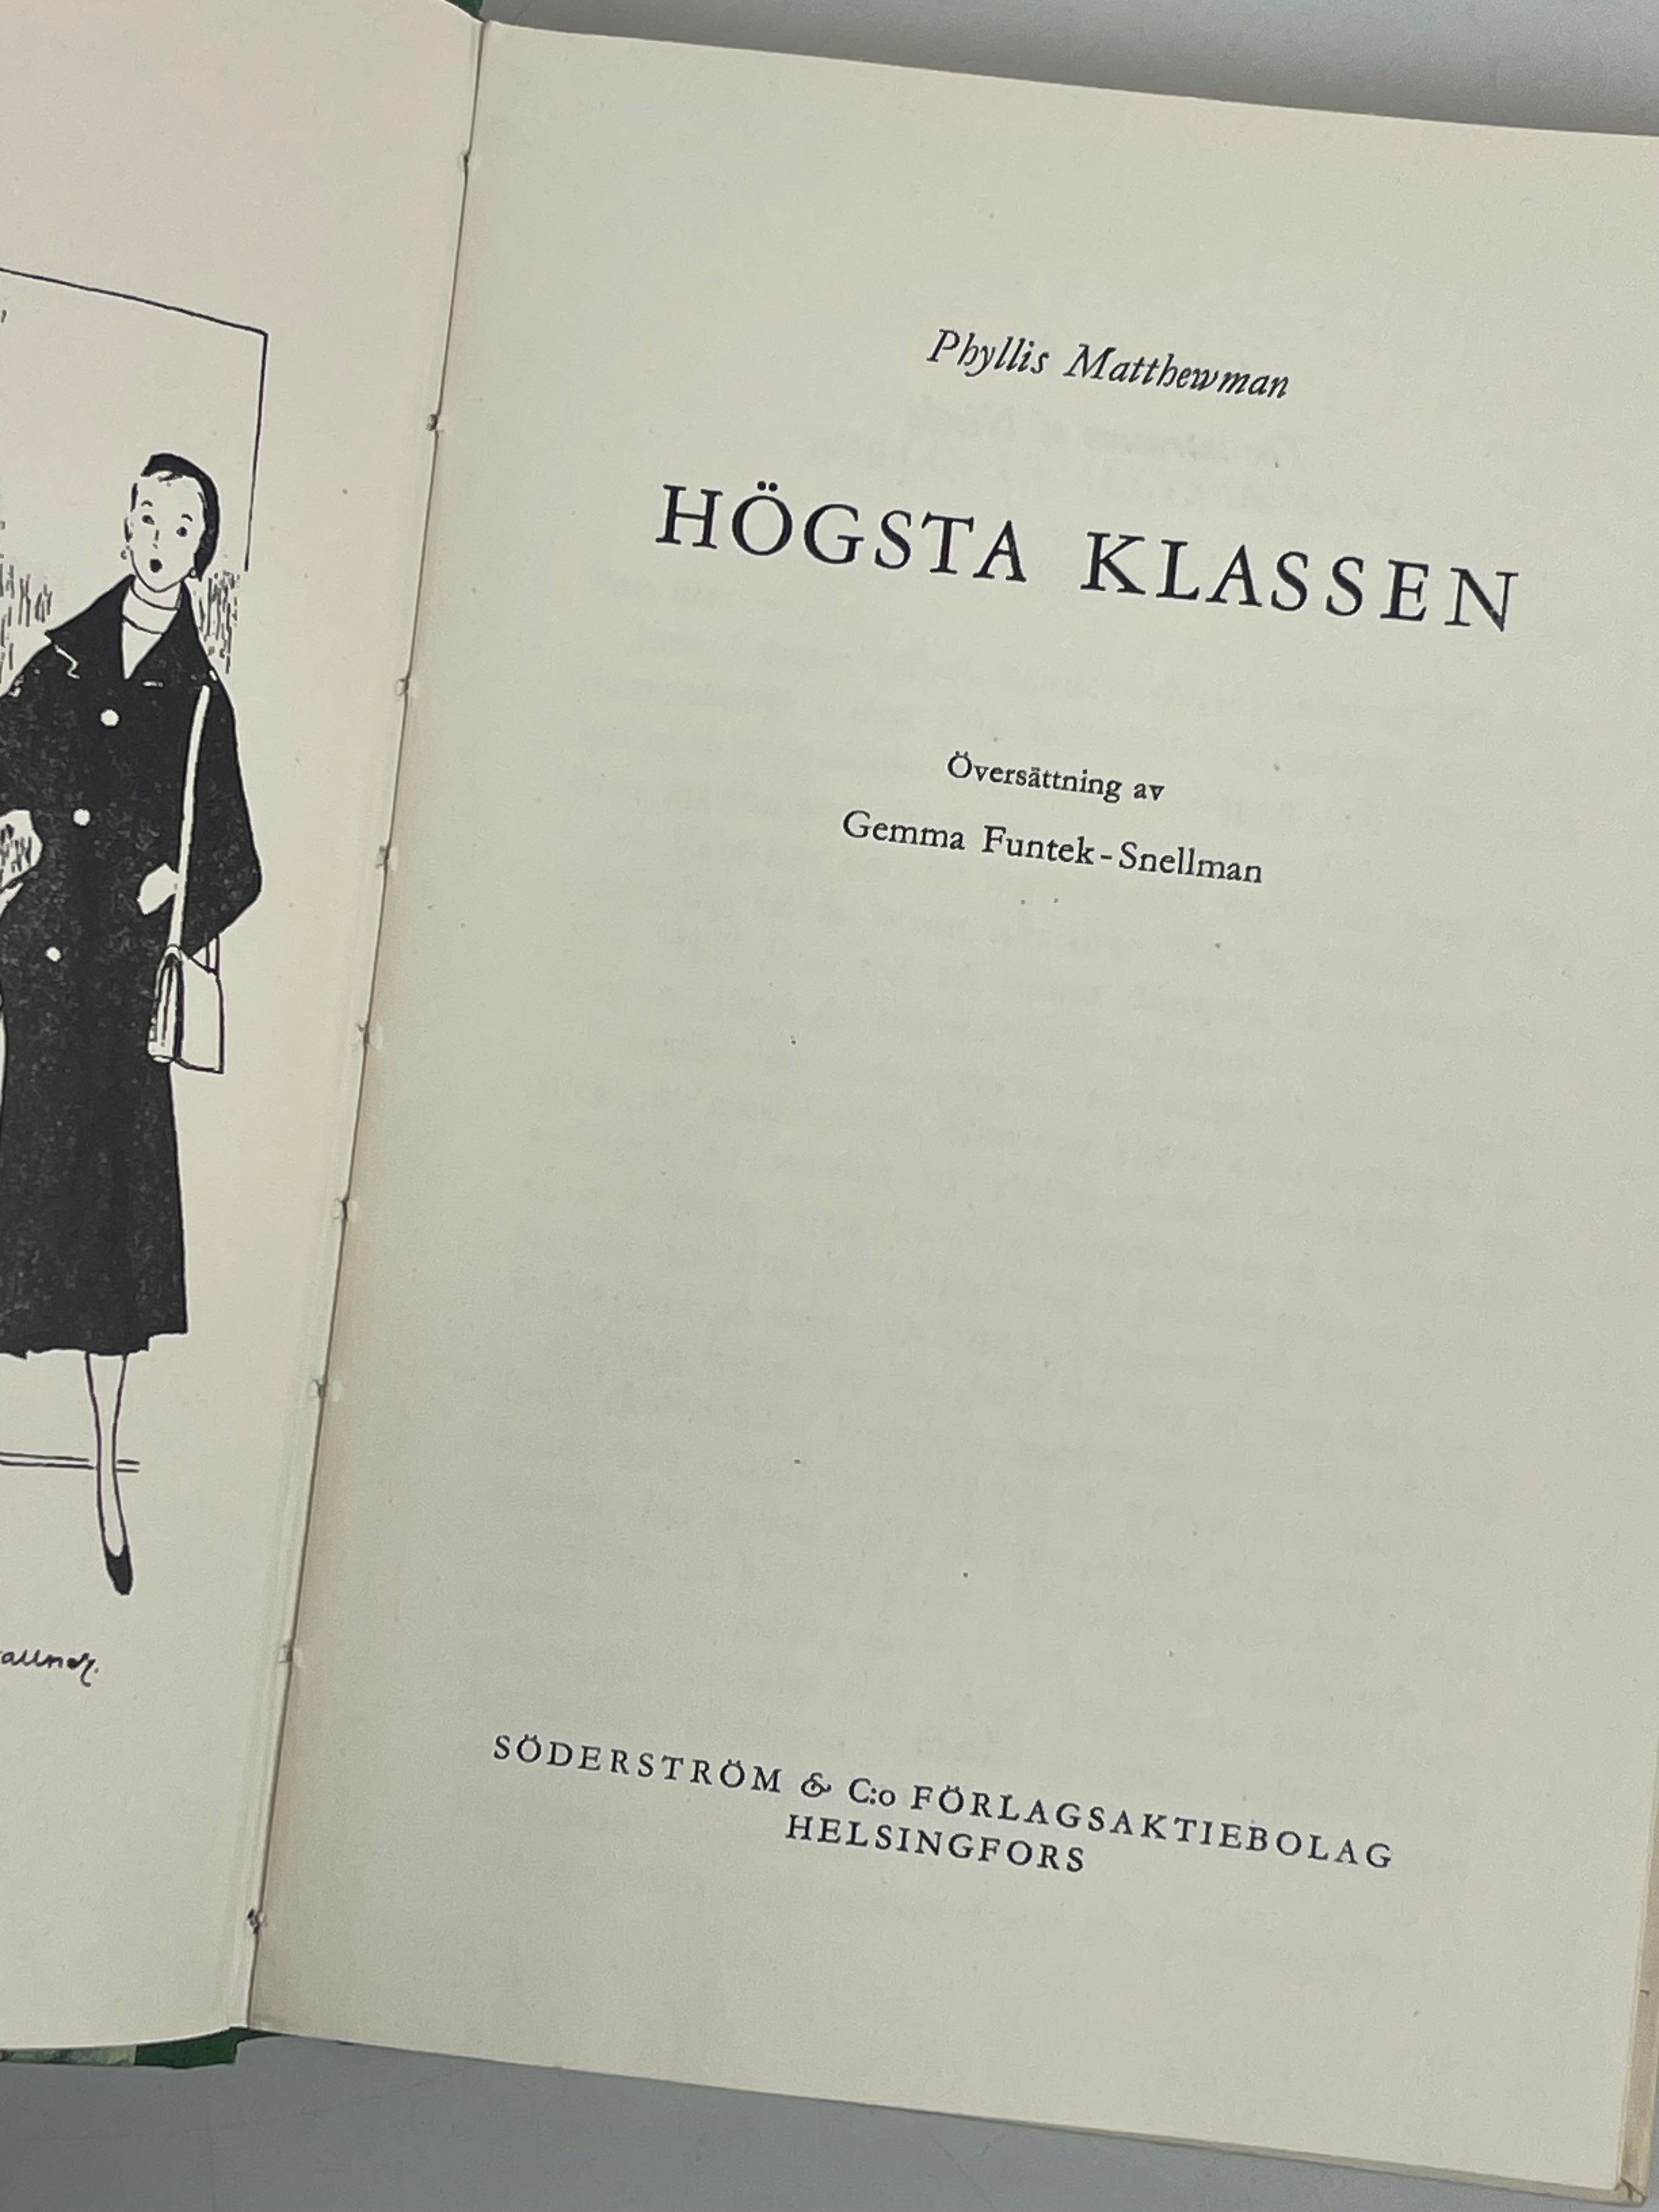 Phyllis Matthewman
HÖGSTA KLASSEN
Översättning av
Gemma Funtek-Snellman
SÖDERSTRÖM & C:o FÖRLAGSAKTIEBOLAG
HELSINGFORS